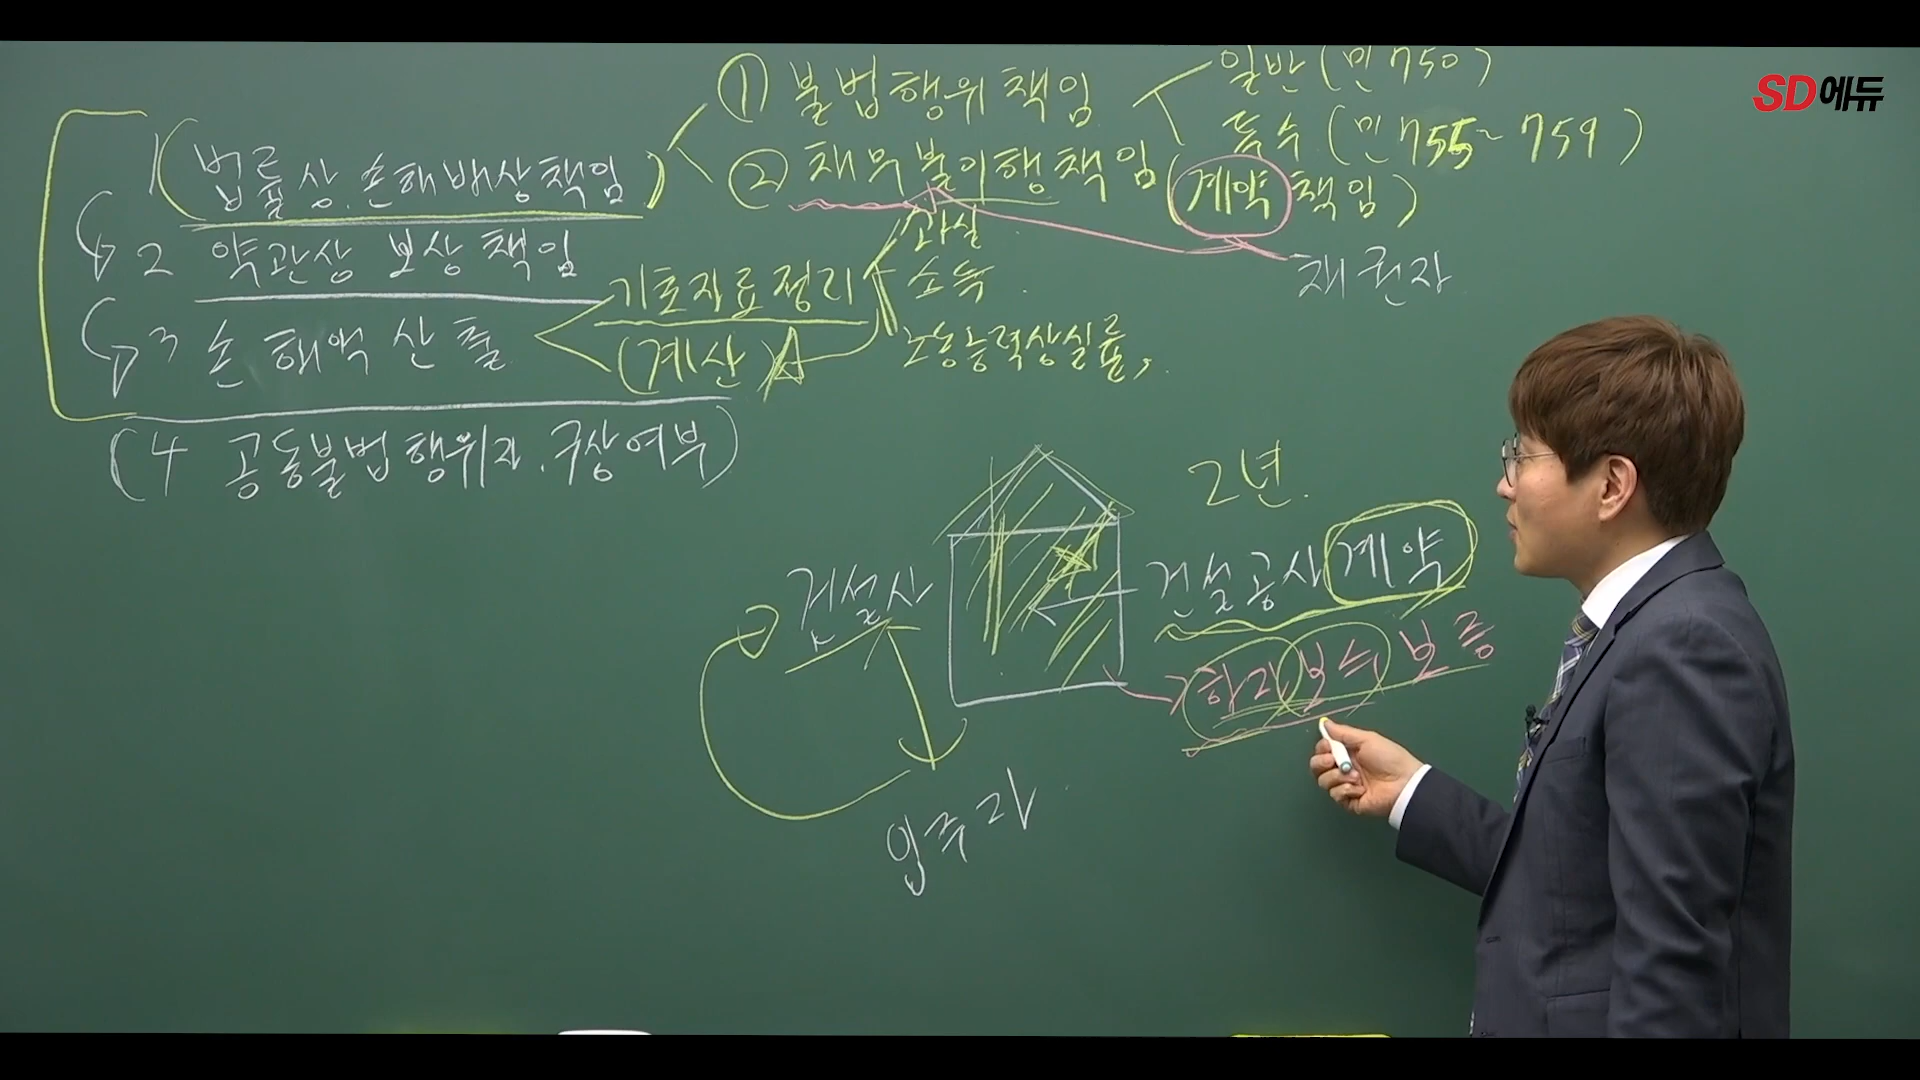 SD에듀
1 (법률상 손해배상책임)
① 불법행위책임
일반 (민 750)
특수 (민 755~759)
② 채무불이행책임 (계약책임)
채권자
2 약관상 보상책임
3 손해액 산출
기초자료정리
(계산)
과실
소득
노동능력상실률,
(4 공동불법행위자. 구상여부)
2년.
건설사
건설공사계약
하자보수보증
입주자